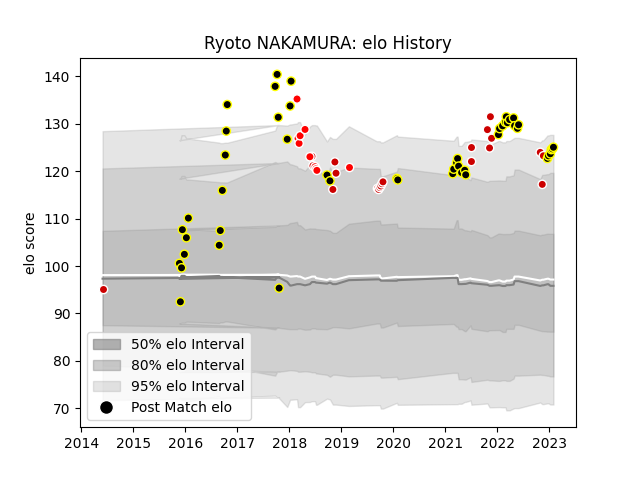 Ryoto NAKAMURA: elo History
elo score
140
130
120
110
100
90
80
70
50% elo Interval
80% elo Interval
95% elo Interval
Post Match elo
2014 2015 2016 2017 2018 2019 2020 2021 2022 2023